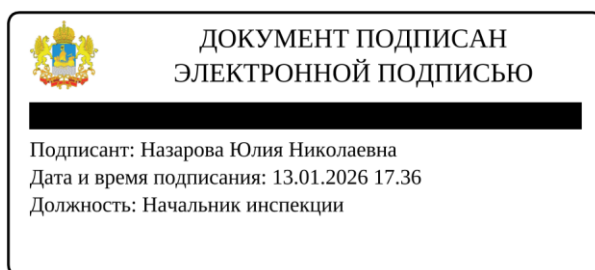 ДОКУМЕНТ ПОДПИСАН
ЭЛЕКТРОННОЙ ПОДПИСЬЮ
Подписант: Назарова Юлия Николаевна
Дата и время подписания: 13.01.2026 17.36
Должность: Начальник инспекции